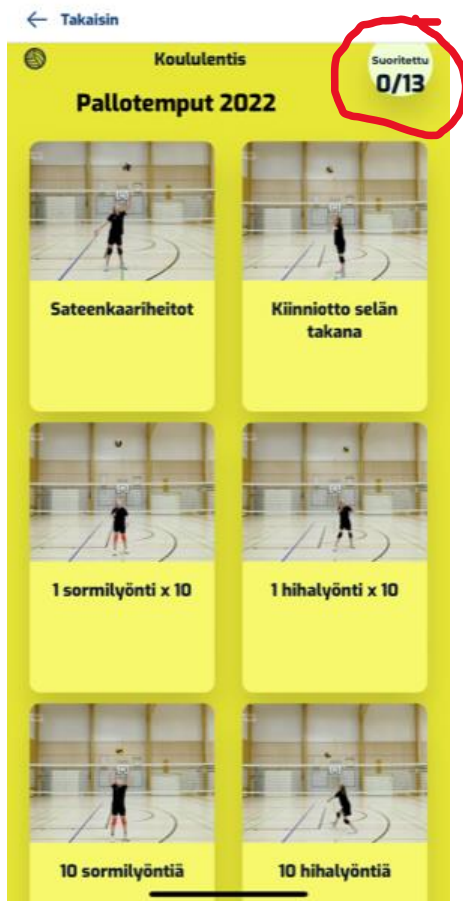 Takaisin
Koululentis
Suoritettu
0/13
Pallotemput 2022
Sateenkaariheitot
Kiinniotto selän
takana
1 sormilyönti x 10
1 hihalyönti x 10
10 sormilyöntiä
10 hihalyöntiä